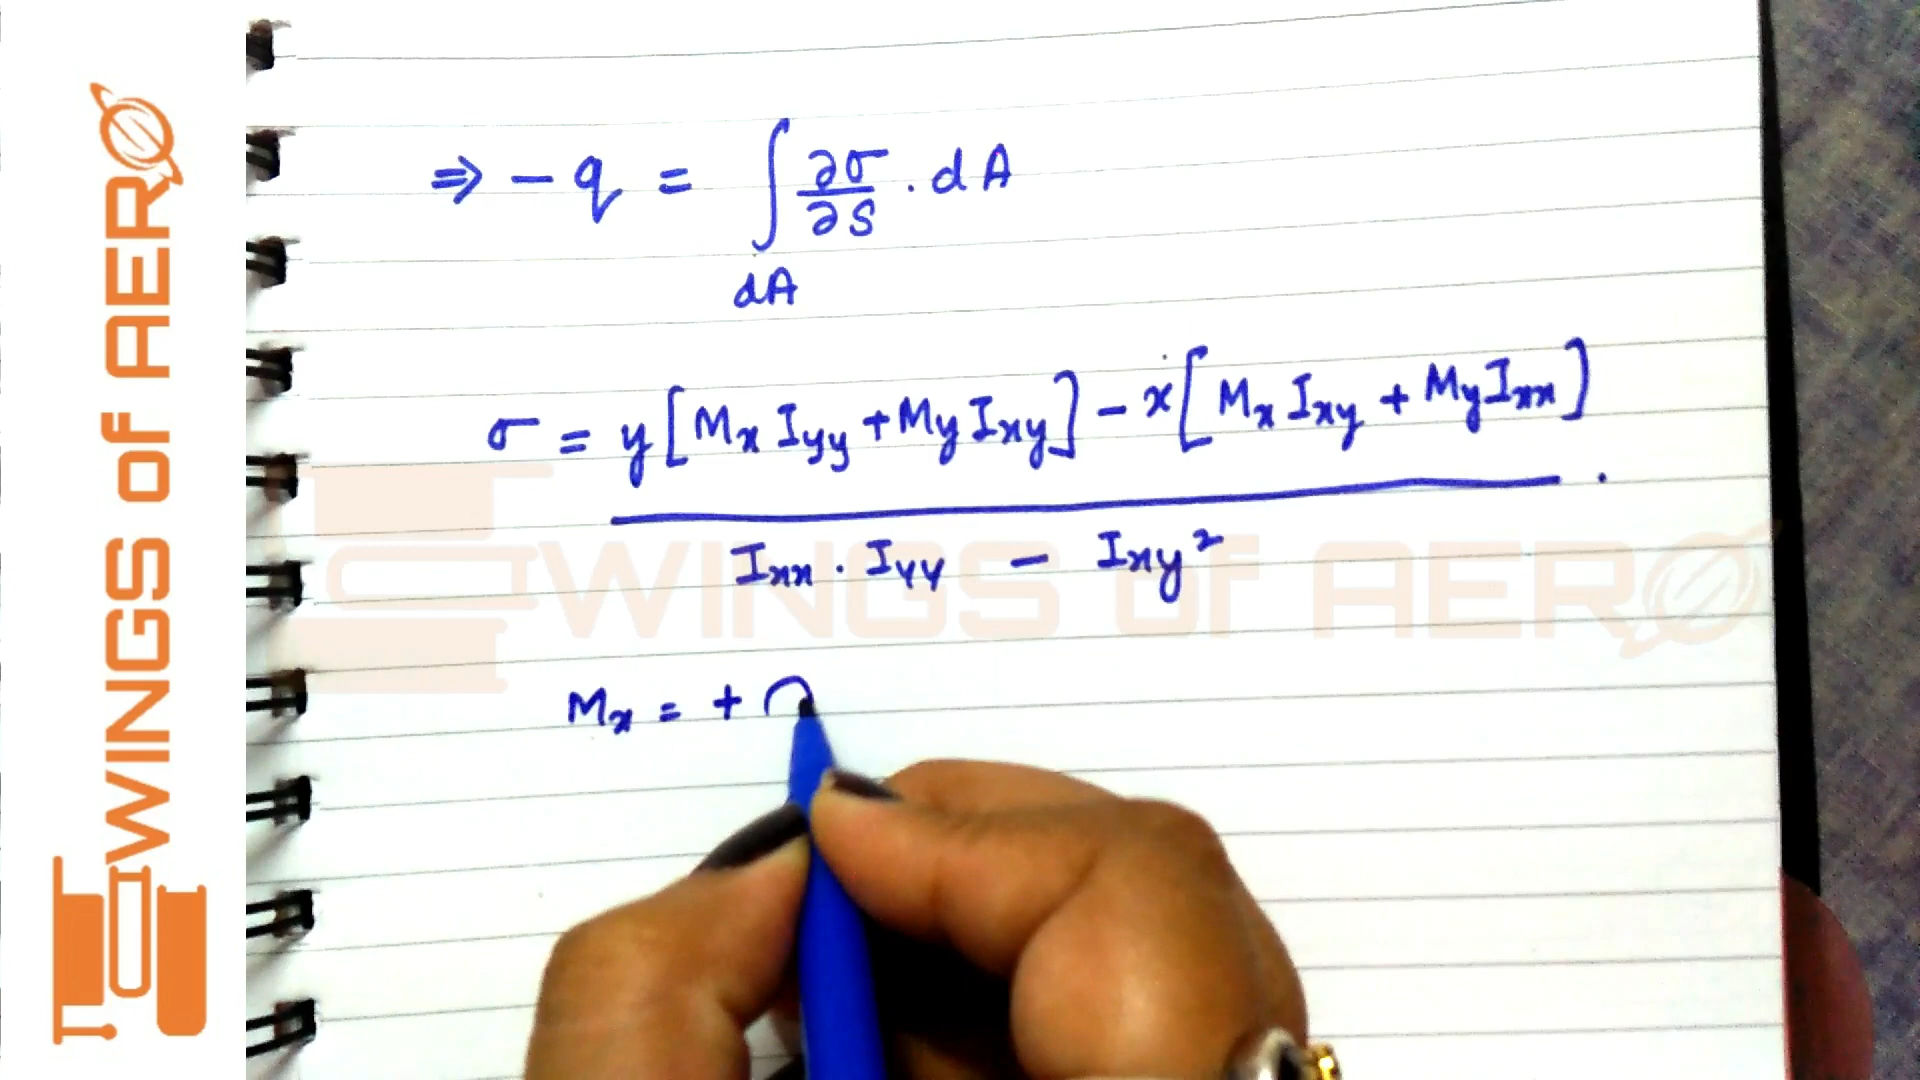 WINGS of AERO
⇒ - q = ∫ ∂σ/∂s . dA
dA
σ = y[Mx Iyy + My Ixy] - x[Mx Ixy + My Ixx] .
Ixx . Iyy - Ixy²
WINGS of AERO
Mx = +